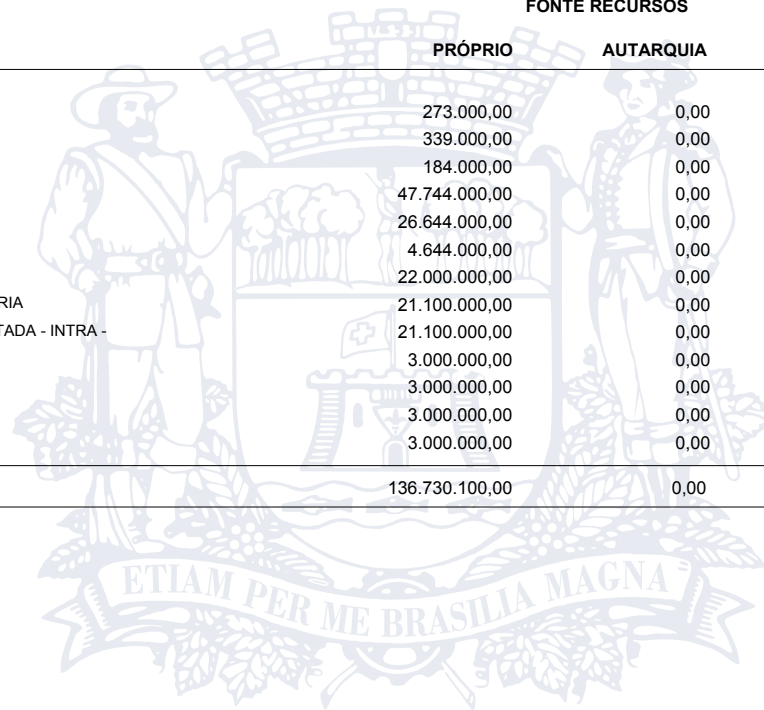 FONTE RECURSOS
PRÓPRIO AUTARQUIA
273.000,00 0,00
339.000,00 0,00
184.000,00 0,00
47.744.000,00 0,00
26.644.000,00 0,00
4.644.000,00 0,00
22.000.000,00 0,00
RIA 21.100.000,00 0,00
TADA - INTRA - 21.100.000,00 0,00
3.000.000,00 0,00
3.000.000,00 0,00
3.000.000,00 0,00
3.000.000,00 0,00
136.730.100,00 0,00
ETIAM PER ME BRASILIA MAGNA